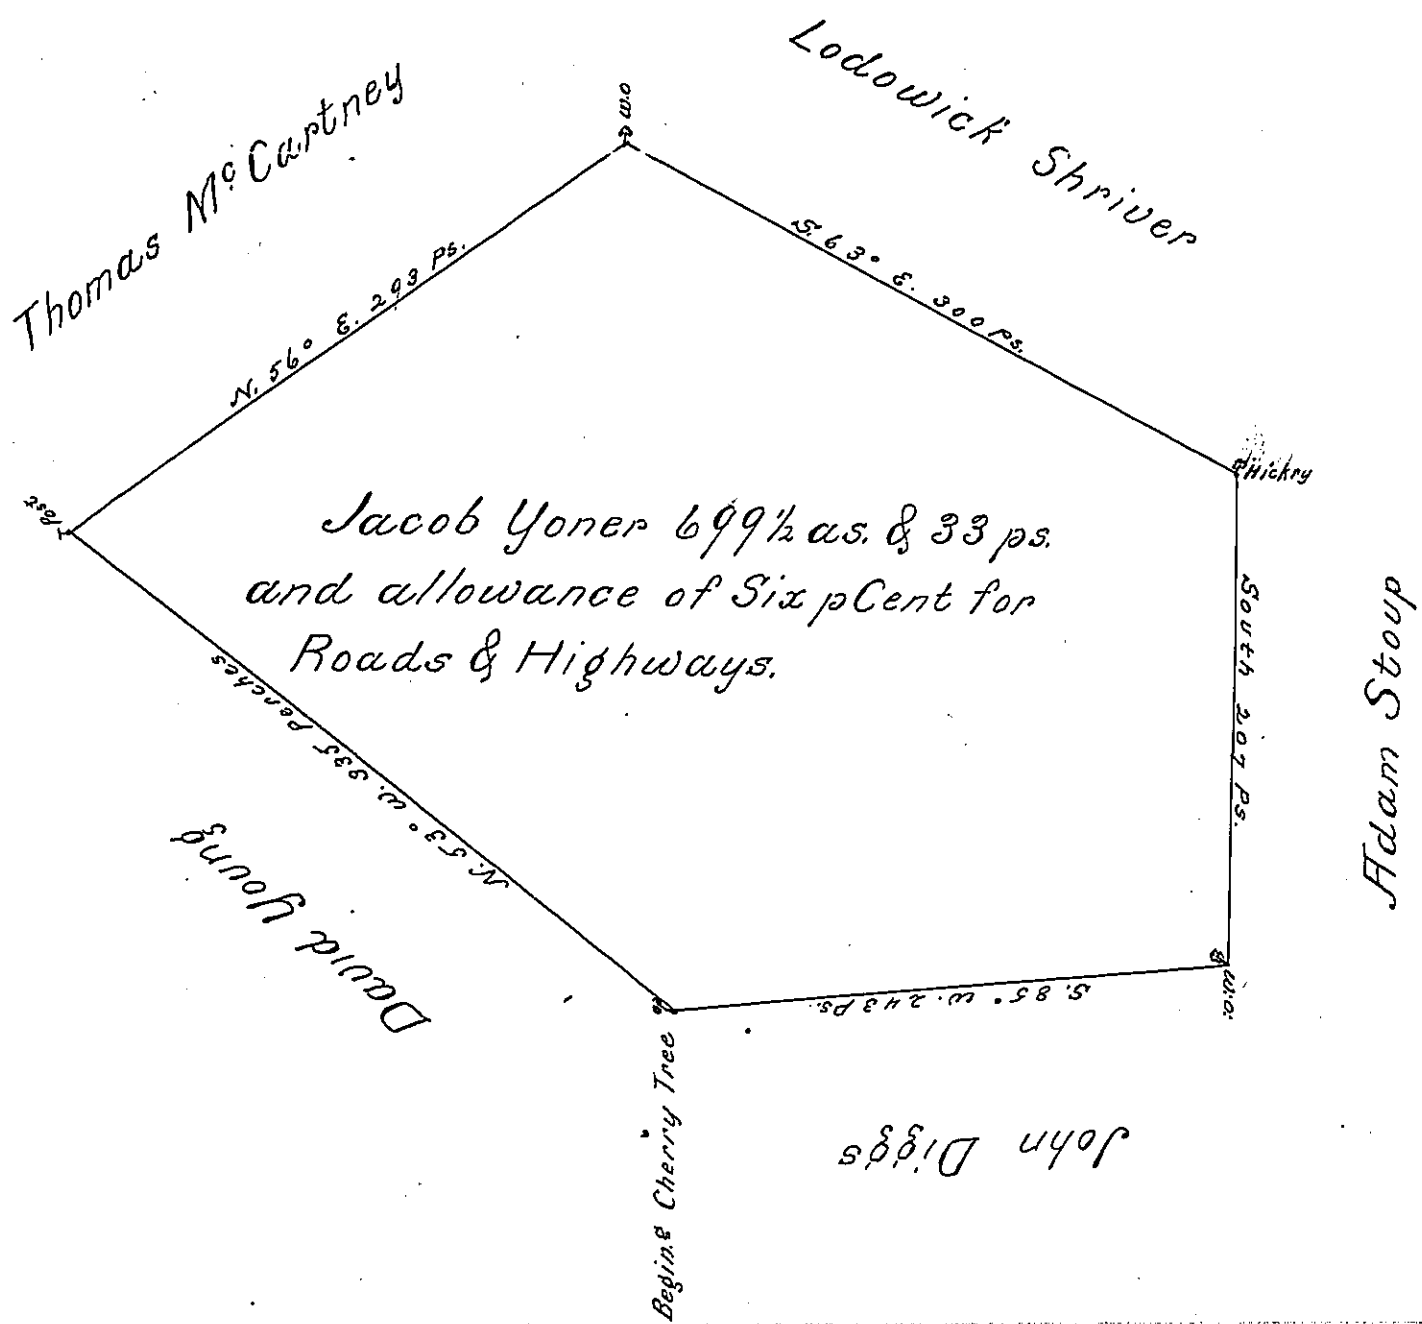 Lodowick Shriver
Thomas McCartney
W.O
S. 63° E. 300 Ps.
N. 56° E. 293 Ps.
Hickry
Post
Jacob Yoner 699½ as. & 33 ps.
and allowance of Six pCent for
Roads & Highways.
South 207 Ps.
Adam Stoup
N. 53° W. 335 Perches
David Young
W.O.
S. 85° W. 243 Ps.
Begin.g Cherry Tree
John Diggs